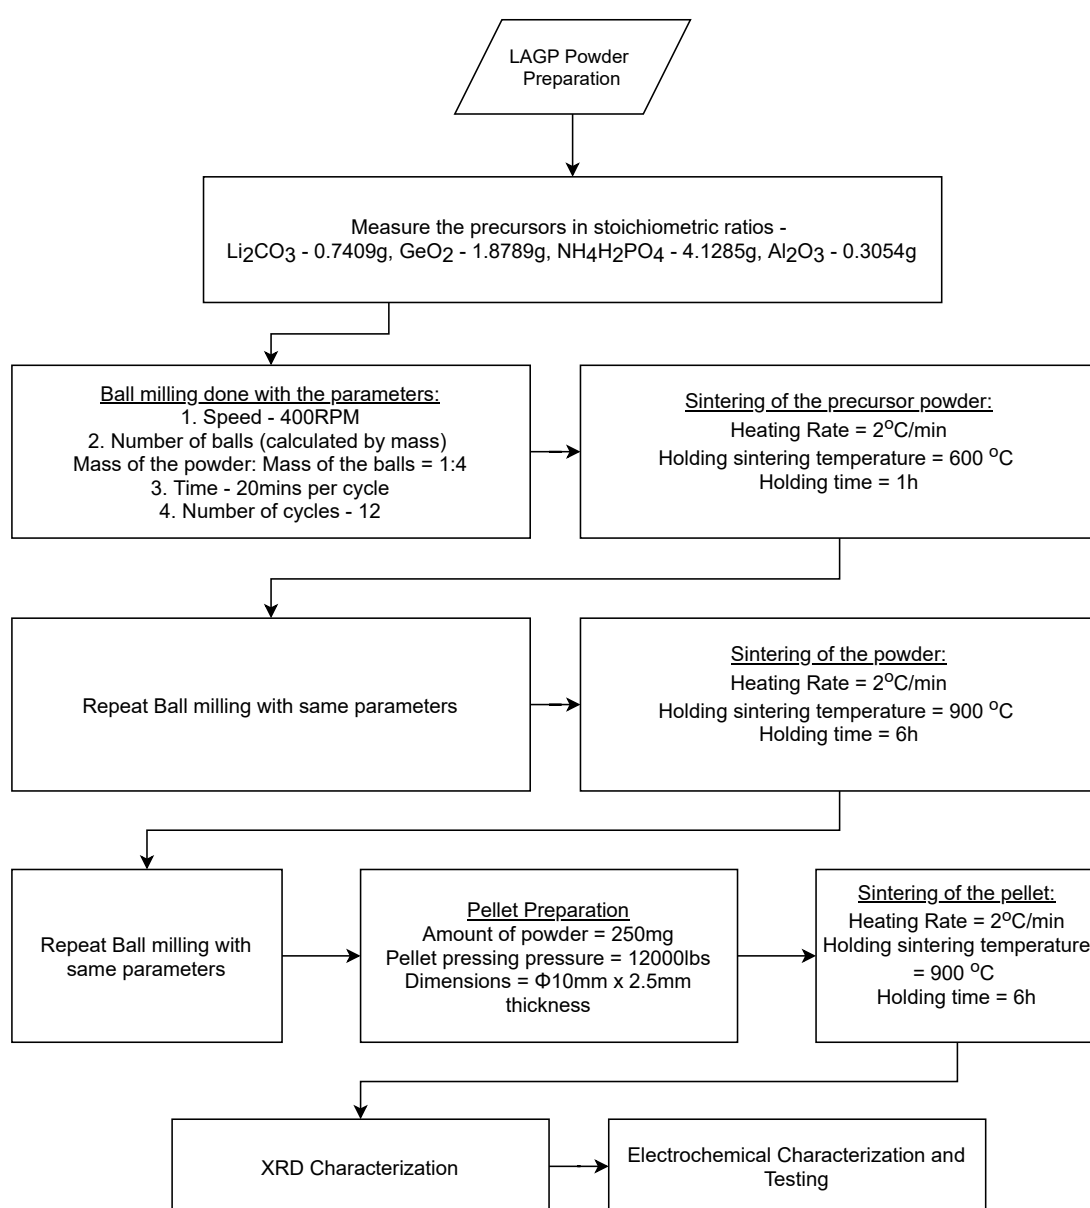 LAGP Powder
Preparation
Measure the precursors in stoichiometric ratios -
Li2CO3 - 0.7409g, GeO2 - 1.8789g, NH4H2PO4 - 4.1285g, Al2O3 - 0.3054g
Ball milling done with the parameters:
1. Speed - 400RPM
2. Number of balls (calculated by mass)
Mass of the powder: Mass of the balls = 1:4
3. Time - 20mins per cycle
4. Number of cycles - 12
Sintering of the precursor powder:
Heating Rate = 2oC/min
Holding sintering temperature = 600 oC
Holding time = 1h
Repeat Ball milling with same parameters
Sintering of the powder:
Heating Rate = 2oC/min
Holding sintering temperature = 900 oC
Holding time = 6h
Repeat Ball milling with
same parameters
Pellet Preparation
Amount of powder = 250mg
Pellet pressing pressure = 12000lbs
Dimensions = Φ10mm x 2.5mm
thickness
Sintering of the pellet:
Heating Rate = 2oC/min
Holding sintering temperature
= 900 oC
Holding time = 6h
XRD Characterization
Electrochemical Characterization and
Testing